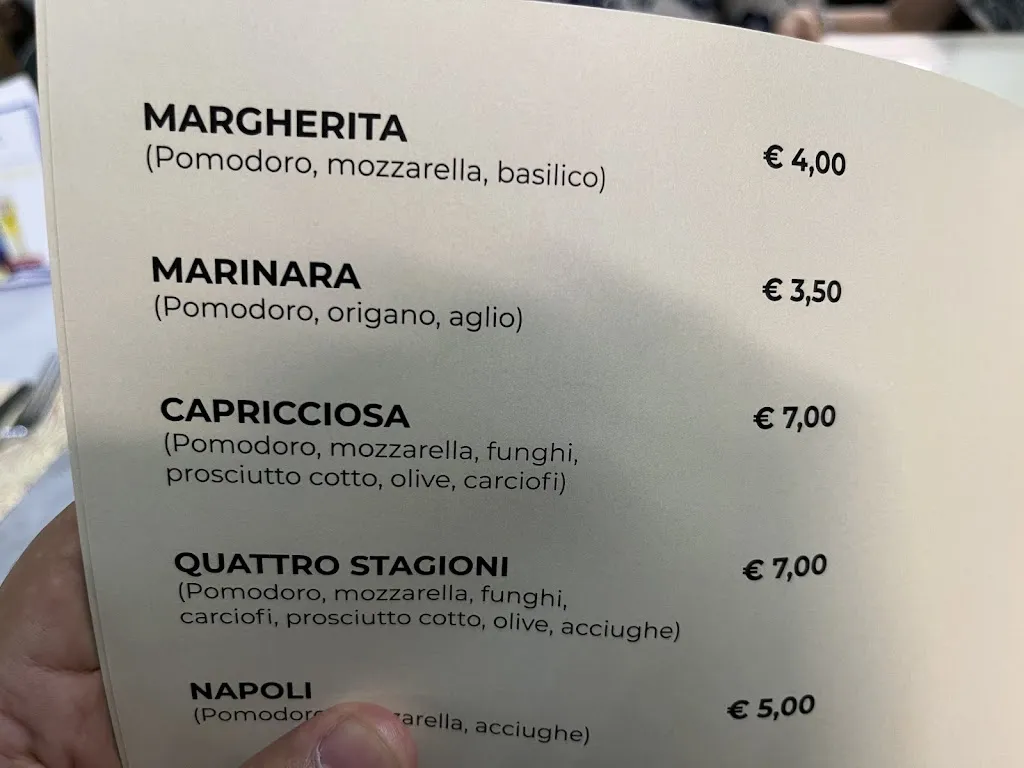 MARGHERITA
(Pomodoro, mozzarella, basilico)
€ 4,00
MARINARA
(Pomodoro, origano, aglio)
€ 3,50
CAPRICCIOSA
(Pomodoro, mozzarella, funghi,
prosciutto cotto, olive, carciofi)
€ 7,00
QUATTRO STAGIONI
(Pomodoro, mozzarella, funghi,
carciofi, prosciutto cotto, olive, acciughe)
€ 7,00
NAPOLI
acciughe)
€ 5,00